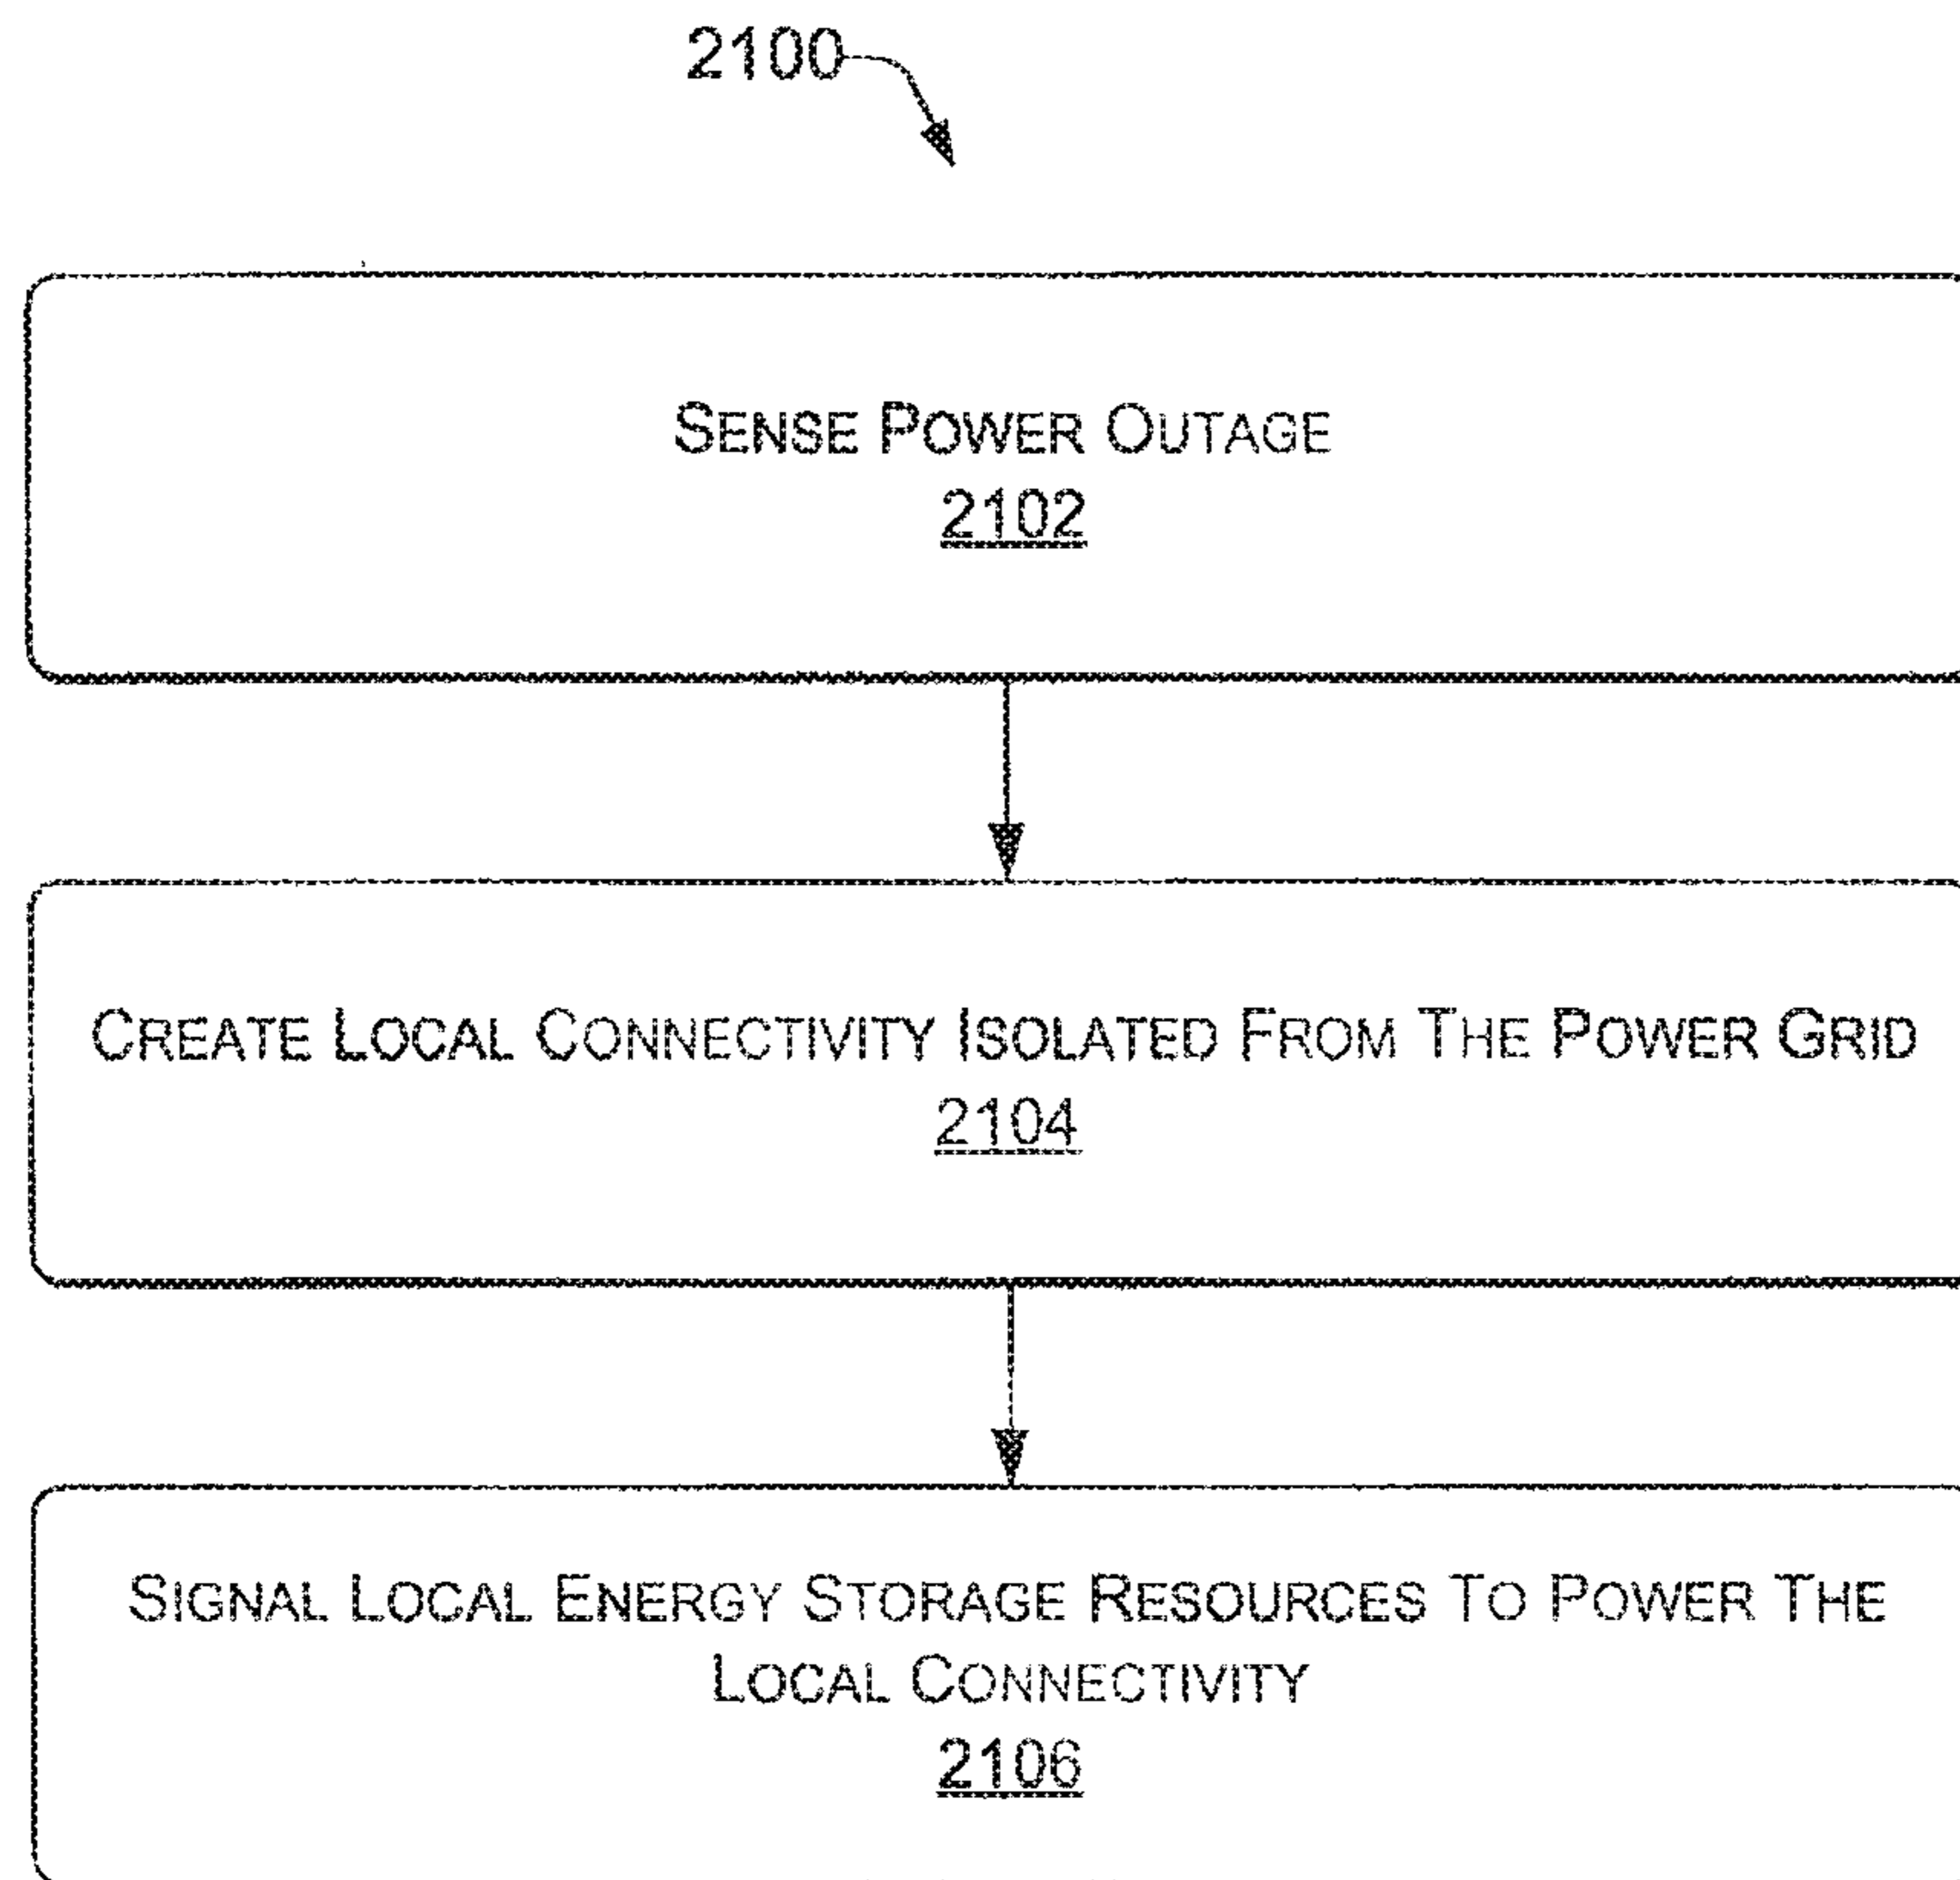 2100
SENSE POWER OUTAGE
2102
CREATE LOCAL CONNECTIVITY ISOLATED FROM THE POWER GRID
2104
SIGNAL LOCAL ENERGY STORAGE RESOURCES TO POWER THE
LOCAL CONNECTIVITY
2106